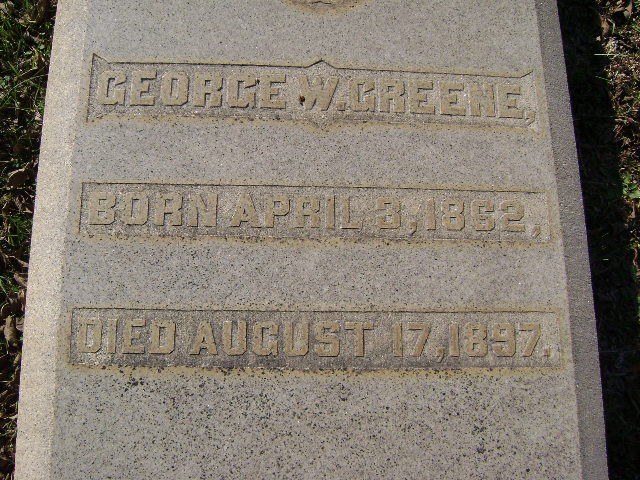 GEORGE W. GREENE,
BORN APRIL 3, 1862,
DIED AUGUST 17, 1897.